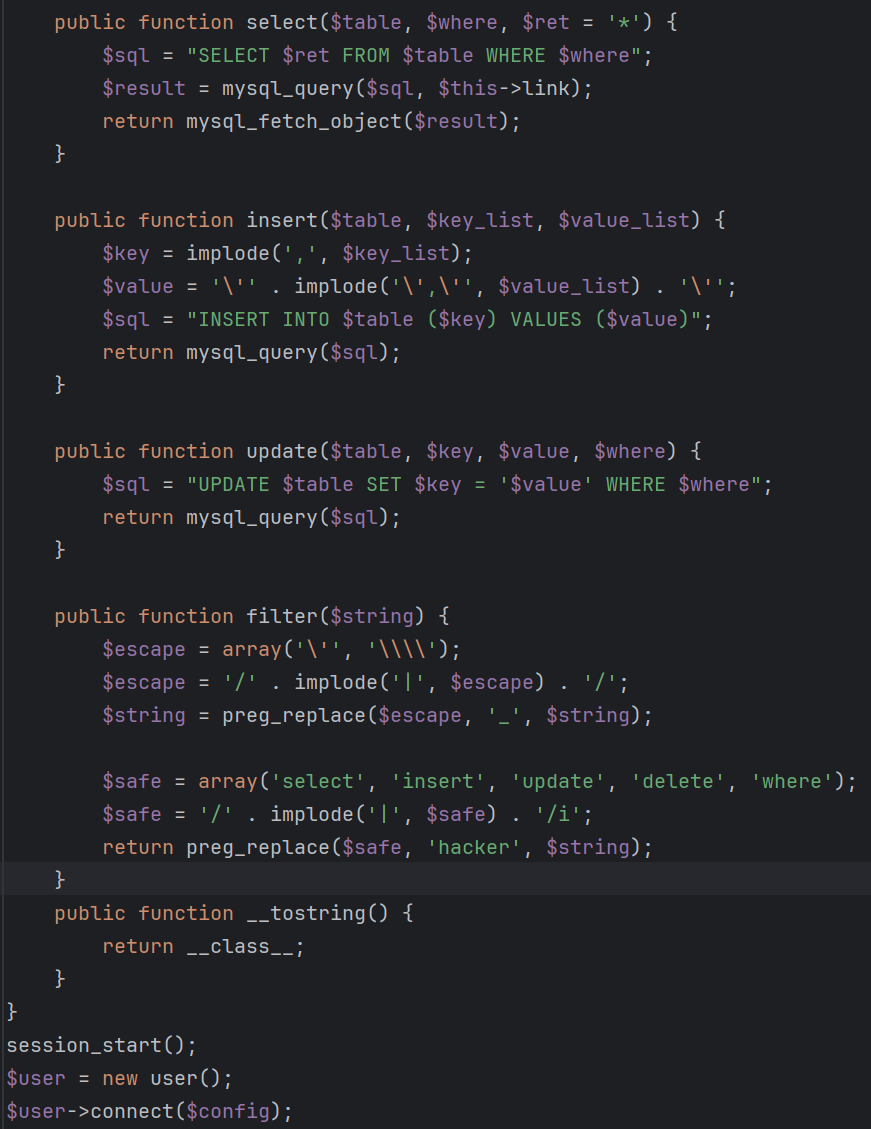 public function select($table, $where, $ret = '*') {
        $sql = "SELECT $ret FROM $table WHERE $where";
        $result = mysql_query($sql, $this->link);
        return mysql_fetch_object($result);
    }

    public function insert($table, $key_list, $value_list) {
        $key = implode(',', $key_list);
        $value = '\'' . implode('\',\'', $value_list) . '\'';
        $sql = "INSERT INTO $table ($key) VALUES ($value)";
        return mysql_query($sql);
    }

    public function update($table, $key, $value, $where) {
        $sql = "UPDATE $table SET $key = '$value' WHERE $where";
        return mysql_query($sql);
    }

    public function filter($string) {
        $escape = array('\'', '\\\\');
        $escape = '/' . implode('|', $escape) . '/';
        $string = preg_replace($escape, '_', $string);

        $safe = array('select', 'insert', 'update', 'delete', 'where');
        $safe = '/' . implode('|', $safe) . '/i';
        return preg_replace($safe, 'hacker', $string);
    }
    public function __tostring() {
        return __class__;
    }
}
session_start();
$user = new user();
$user->connect($config);